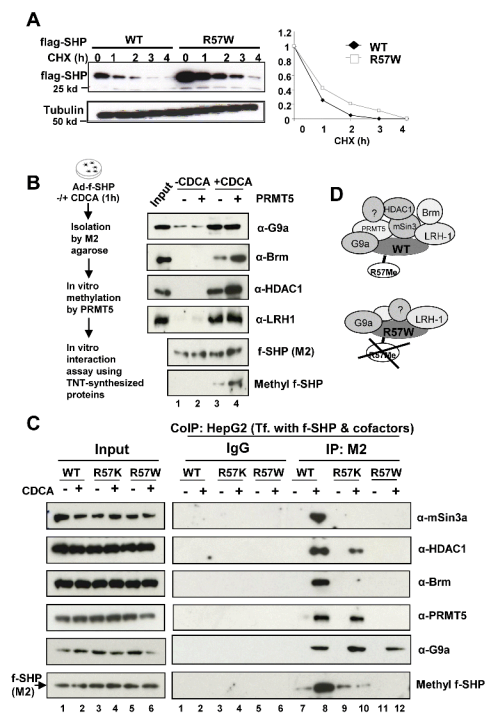 A
flag-SHP WT R57W
CHX (h) 0 1 2 3 4 0 1 2 3 4
flag-SHP
25 kd
Tubulin
50 kd
1.2
1
0.8
0.6
0.4
0.2
0
0 1 2 3 4
CHX (h)
WT
R57W
B
Ad-f-SHP
-/+ CDCA (1h)
Isolation
by M2
agarose
In vitro
methylation
by PRMT5
In vitro
interaction
assay using
TNT-synthesized
proteins
Input -CDCA +CDCA
- + - + PRMT5
α-G9a
α-Brm
α-HDAC1
α-LRH1
f-SHP (M2)
Methyl f-SHP
1 2 3 4
D
? HDAC1 Brm
PRMT5 mSin3
G9a WT LRH-1
R57Me
?
G9a LRH-1
R57W
R57Me
C
CoIP: HepG2 (Tf. with f-SHP & cofactors)
Input IgG IP: M2
WT R57K R57W WT R57K R57W WT R57K R57W
CDCA - + - + - + - + - + - + - + - + - +
α-mSin3a
α-HDAC1
α-Brm
α-PRMT5
α-G9a
f-SHP
(M2)
Methyl f-SHP
1 2 3 4 5 6 1 2 3 4 5 6 7 8 9 10 11 12